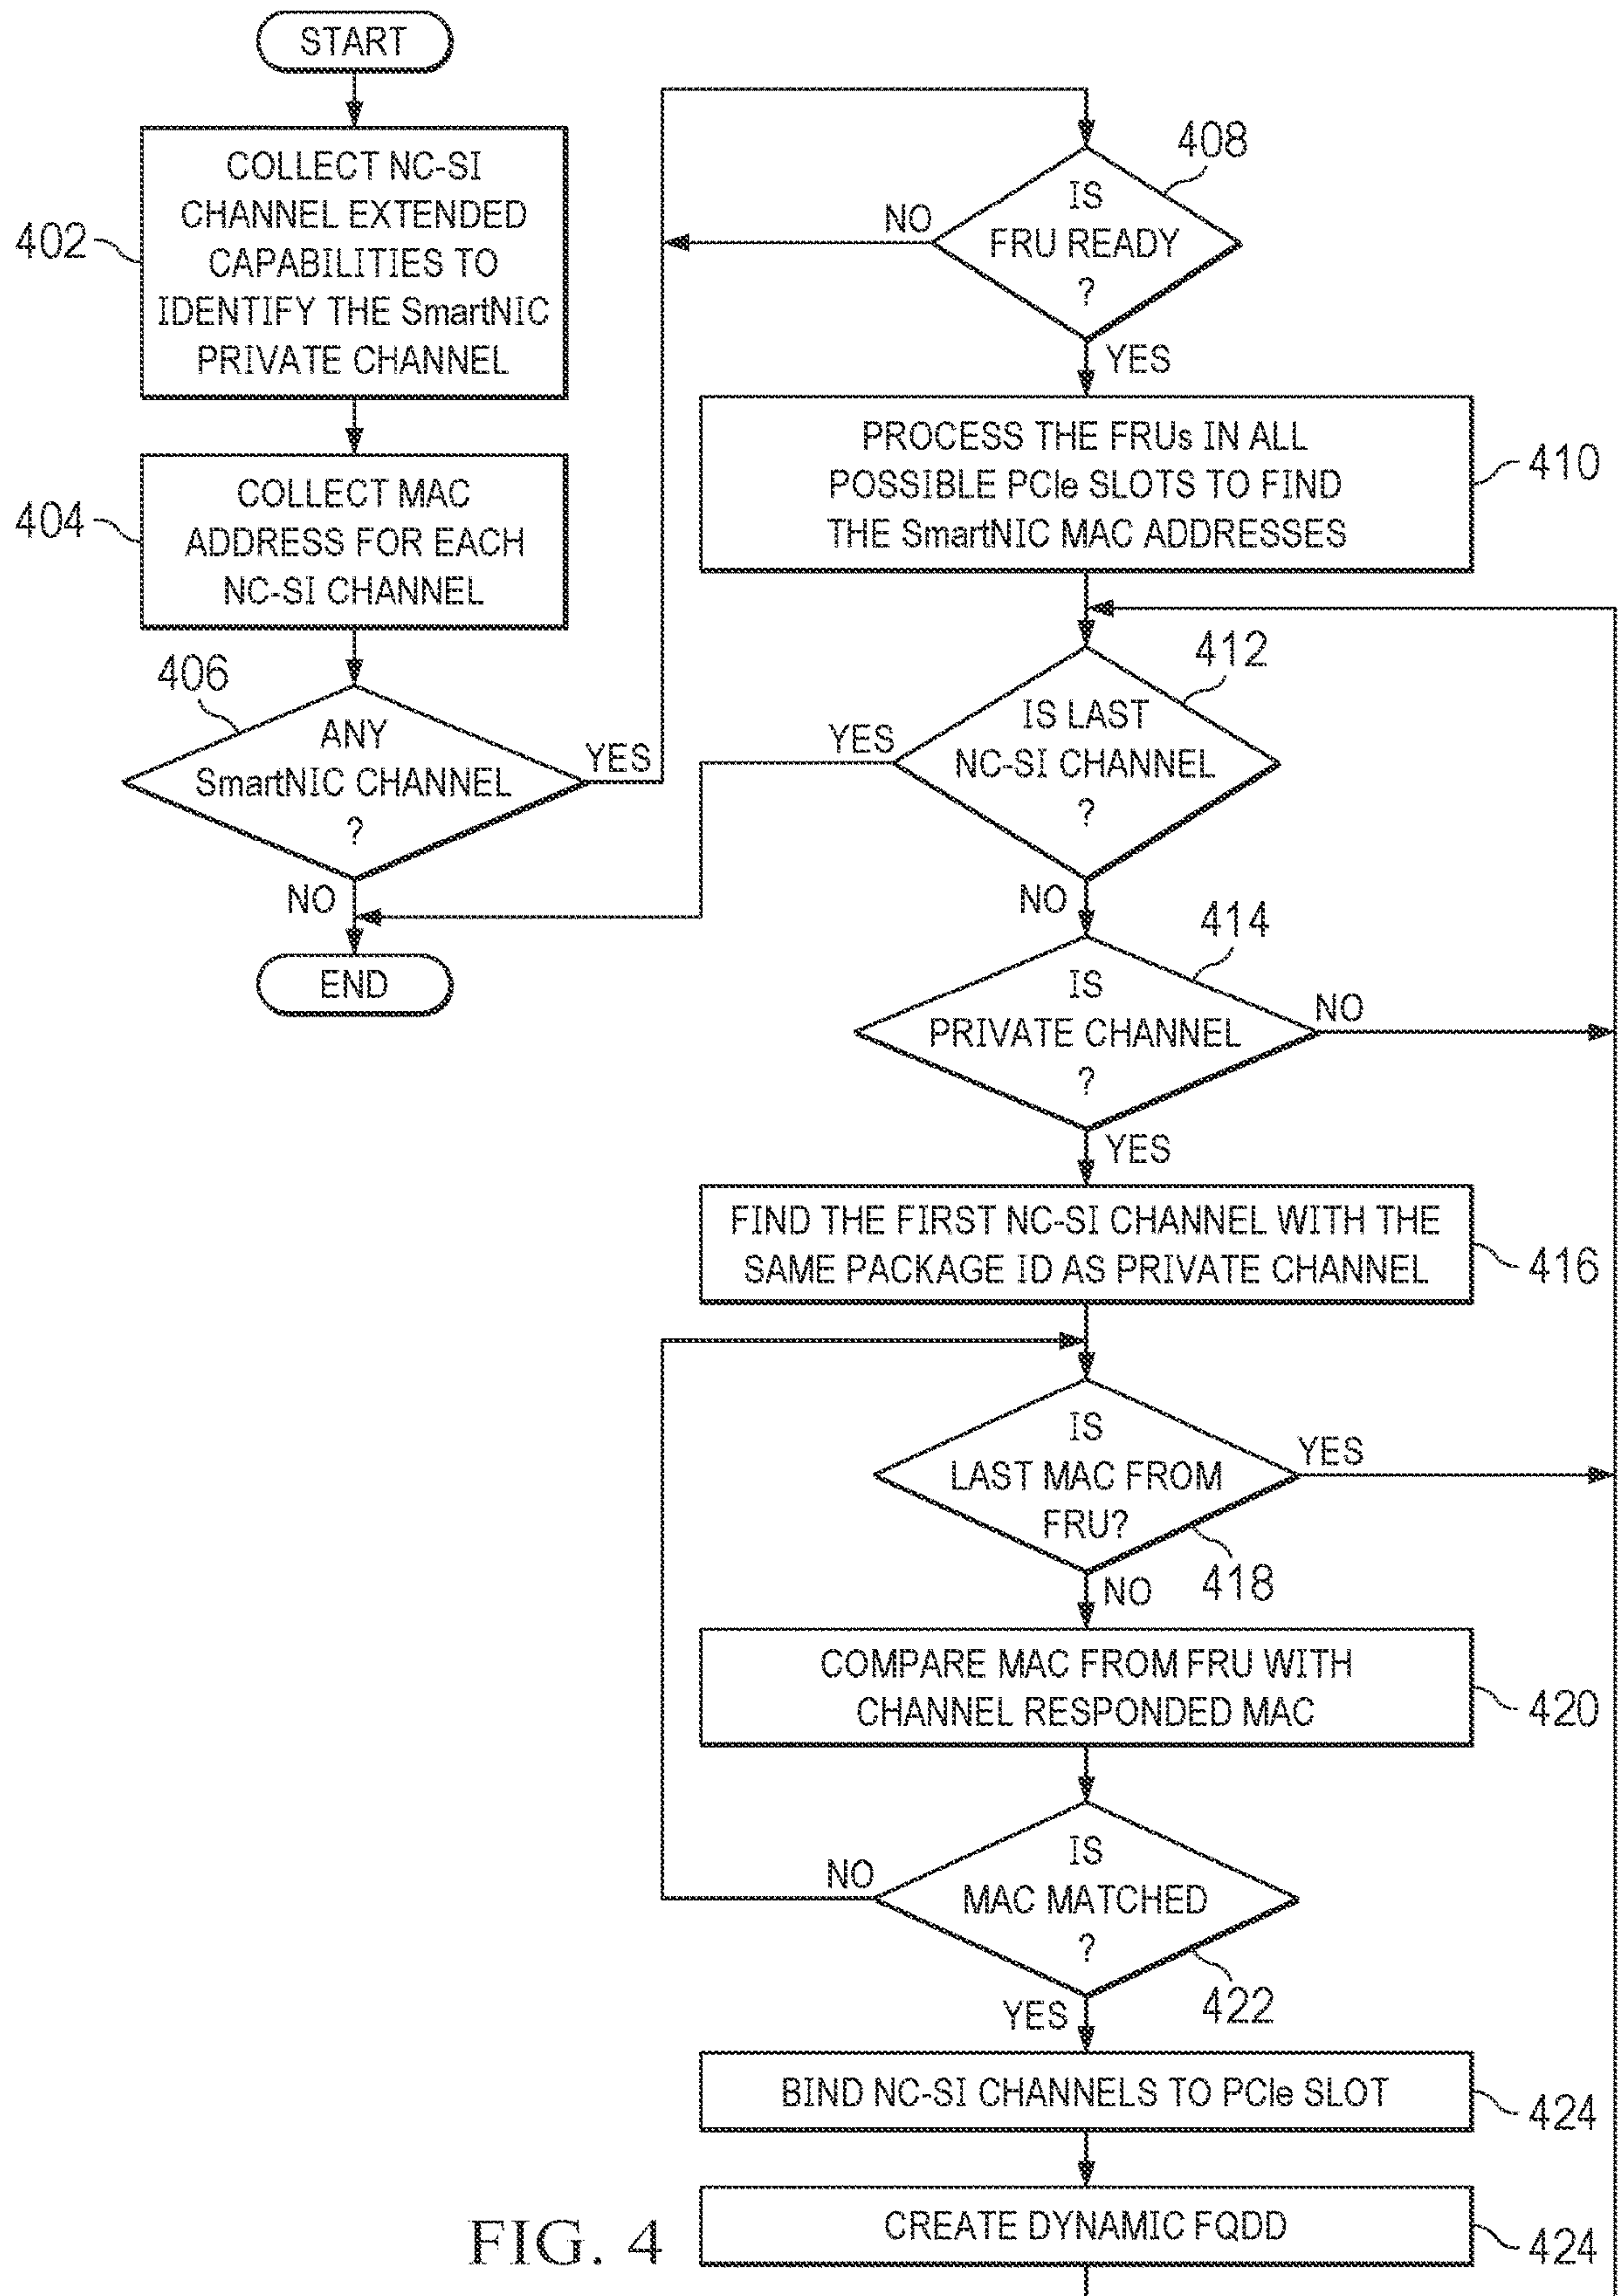 START
COLLECT NC-SI
CHANNEL EXTENDED
CAPABILITIES TO
IDENTIFY THE SmartNIC
PRIVATE CHANNEL
402
COLLECT MAC
ADDRESS FOR EACH
NC-SI CHANNEL
404
406
ANY
SmartNIC CHANNEL
?
YES
NO
END
408
IS
FRU READY
?
NO
YES
PROCESS THE FRUs IN ALL
POSSIBLE PCIe SLOTS TO FIND
THE SmartNIC MAC ADDRESSES
410
412
IS LAST
NC-SI CHANNEL
?
YES
NO
414
IS
PRIVATE CHANNEL
?
NO
YES
FIND THE FIRST NC-SI CHANNEL WITH THE
SAME PACKAGE ID AS PRIVATE CHANNEL
416
IS
LAST MAC FROM
FRU?
YES
418
NO
COMPARE MAC FROM FRU WITH
CHANNEL RESPONDED MAC
420
IS
MAC MATCHED
?
NO
422
YES
BIND NC-SI CHANNELS TO PCIe SLOT
424
CREATE DYNAMIC FQDD
424
FIG. 4